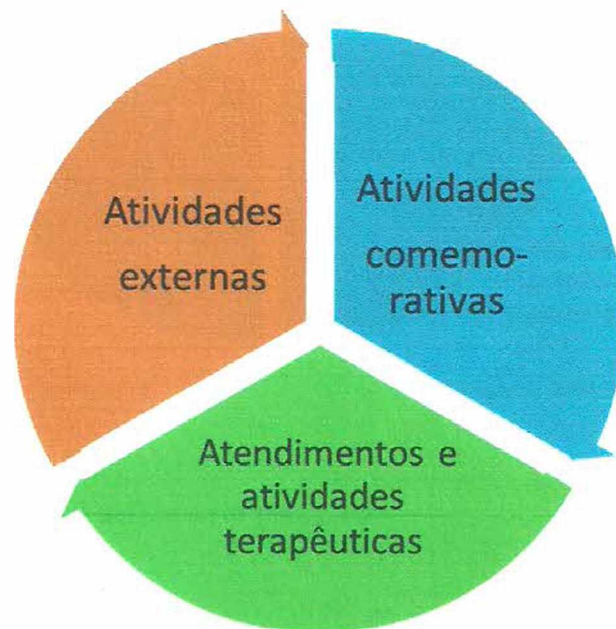 Atividades
externas
Atividades
comemo-
rativas
Atendimentos e
atividades
terapêuticas